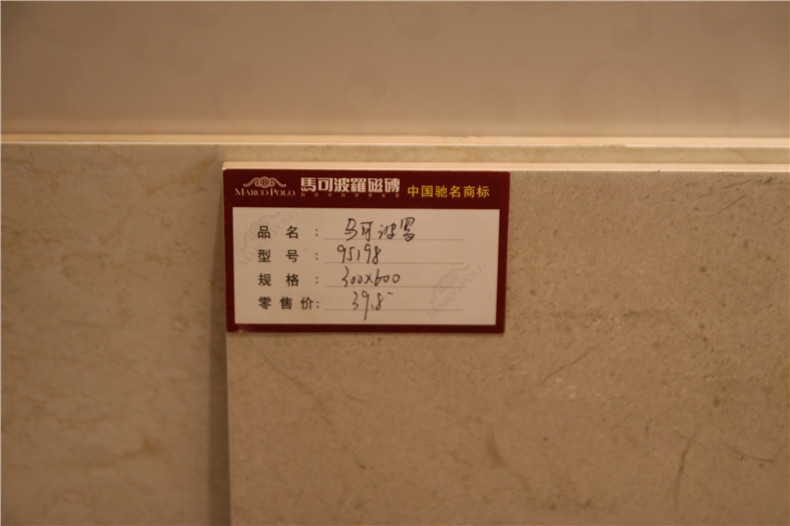 MARCO POLO 馬可波羅磁磚 中国驰名商标
品名: 马可波罗
型号: 95198
规格: 300x600
零售价: 39.8